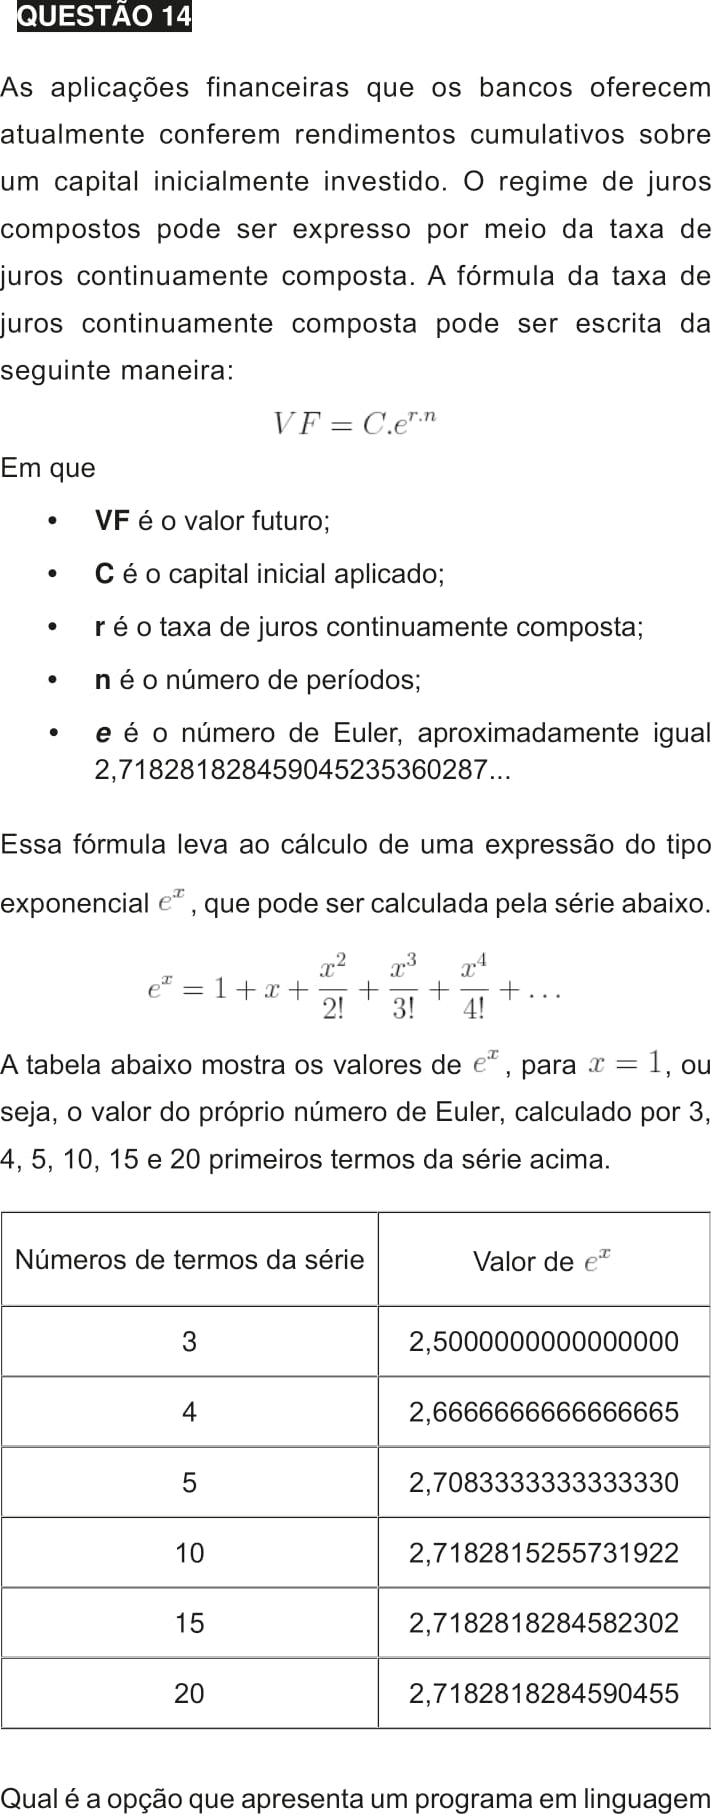 QUESTÃO 14
As aplicações financeiras que os bancos oferecem
atualmente conferem rendimentos cumulativos sobre
um capital inicialmente investido. O regime de juros
compostos pode ser expresso por meio da taxa de
juros continuamente composta. A fórmula da taxa de
juros continuamente composta pode ser escrita da
seguinte maneira:
VF = C.e^{r.n}
Em que
• VF é o valor futuro;
• C é o capital inicial aplicado;
• r é o taxa de juros continuamente composta;
• n é o número de períodos;
• e é o número de Euler, aproximadamente igual
2,718281828459045235360287...
Essa fórmula leva ao cálculo de uma expressão do tipo
exponencial e^x , que pode ser calculada pela série abaixo.
e^x = 1 + x + x^2/2! + x^3/3! + x^4/4! + ...
A tabela abaixo mostra os valores de e^x , para x = 1, ou
seja, o valor do próprio número de Euler, calculado por 3,
4, 5, 10, 15 e 20 primeiros termos da série acima.
Números de termos da série Valor de e^x
3 2,5000000000000000
4 2,6666666666666665
5 2,7083333333333330
10 2,7182815255731922
15 2,7182818284582302
20 2,7182818284590455
Qual é a opção que apresenta um programa em linguagem